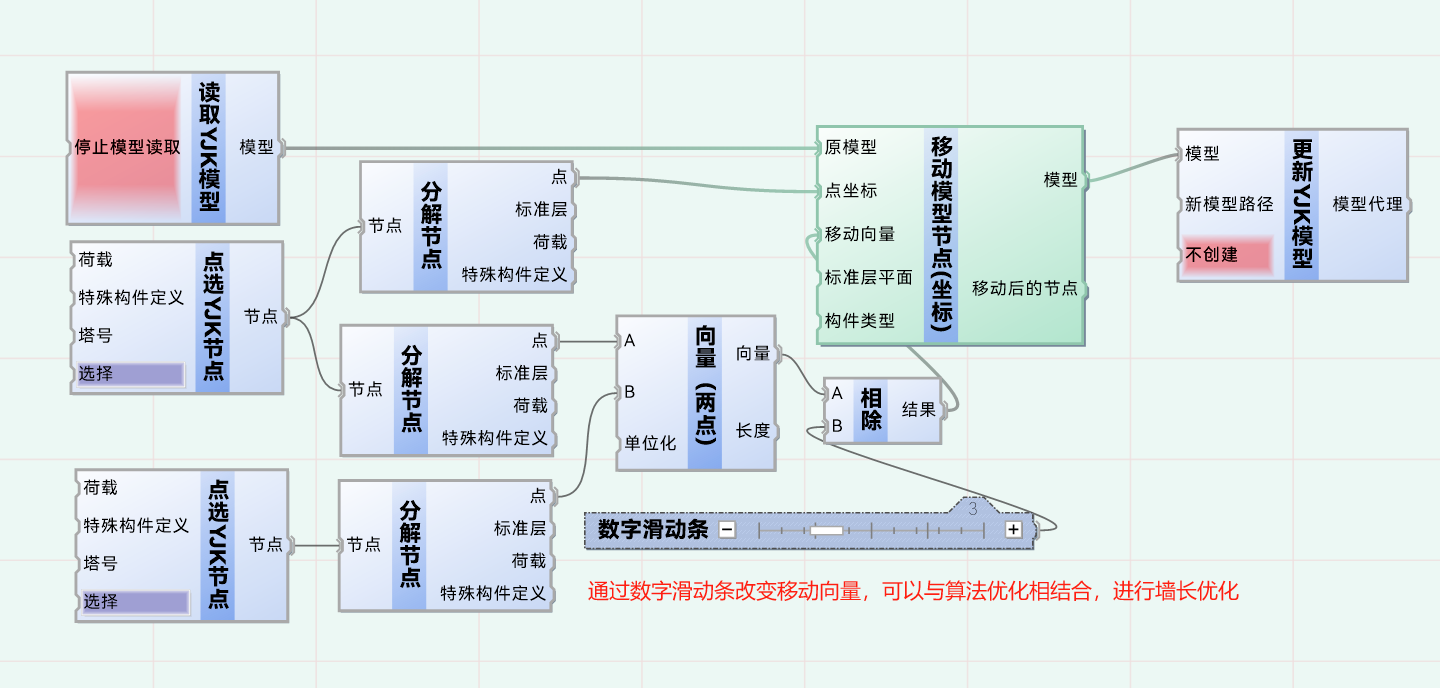 停止模型读取
读取YJK模型
模型
荷载
特殊构件定义
塔号
选择
点选YJK节点
节点
荷载
特殊构件定义
塔号
选择
点选YJK节点
节点
节点
分解节点
点
标准层
荷载
特殊构件定义
节点
分解节点
点
标准层
荷载
特殊构件定义
节点
分解节点
点
标准层
荷载
特殊构件定义
A
B
单位化
向量（两点）
向量
长度
原模型
点坐标
移动向量
标准层平面
构件类型
移动模型节点(坐标)
模型
移动后的节点
A
B
相除
结果
数字滑动条
3
模型
新模型路径
不创建
更新YJK模型
模型代理
通过数字滑动条改变移动向量，可以与算法优化相结合，进行墙长优化